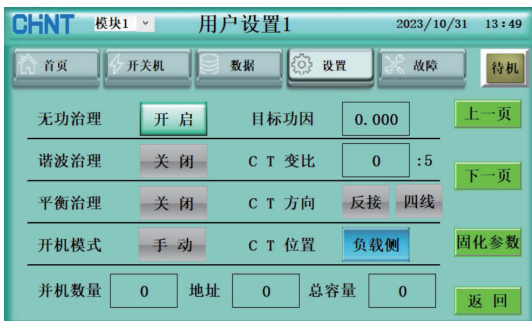 CHINT 模块1 用户设置1 2023/10/31 13:49
首页 开关机 数据 设置 故障 待机
无功治理 开 启 目标功因 0.000 上一页
谐波治理 关 闭 C T 变比 0 :5
下一页
平衡治理 关 闭 C T 方向 反接 四线
开机模式 手 动 C T 位置 负载侧 固化参数
并机数量 0 地址 0 总容量 0 返 回